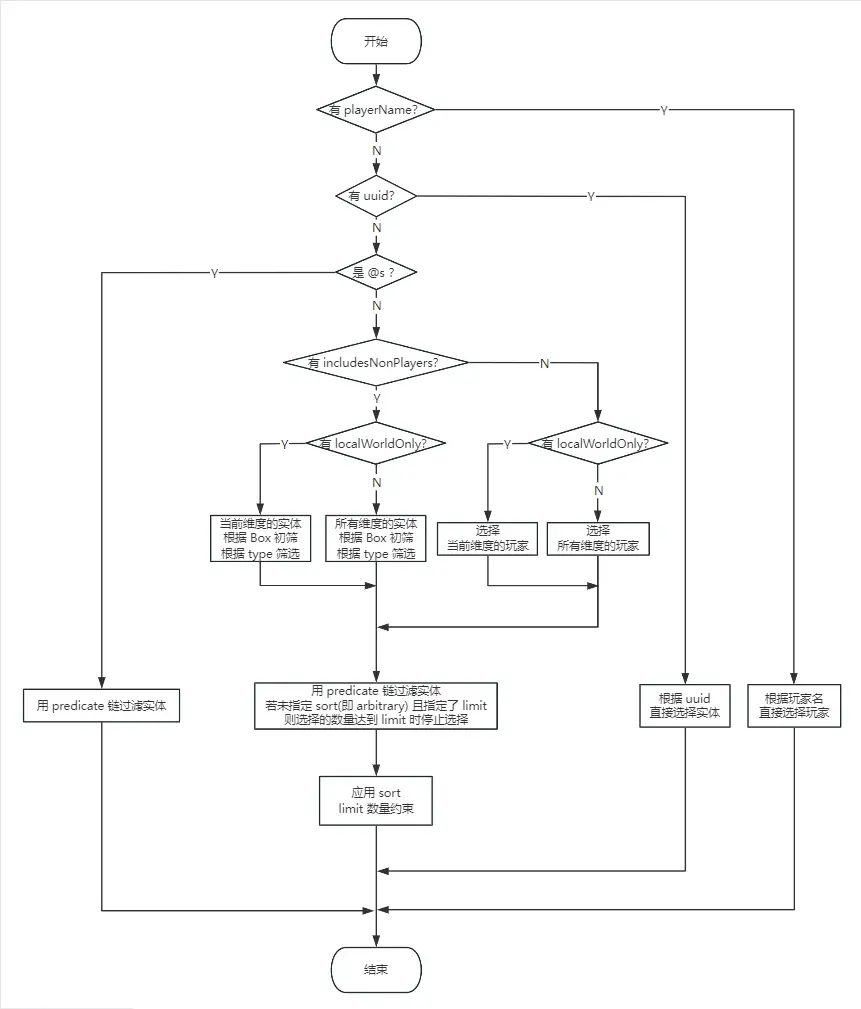 开始
有 playerName?
Y
N
有 uuid?
Y
N
是 @s ?
Y
N
有 includesNonPlayers?
N
Y
有 localWorldOnly?
Y
N
有 localWorldOnly?
Y
N
当前维度的实体
根据 Box 初筛
根据 type 筛选
所有维度的实体
根据 Box 初筛
根据 type 筛选
选择
当前维度的玩家
选择
所有维度的玩家
用 predicate 链过滤实体
用 predicate 链过滤实体
若未指定 sort(即 arbitrary) 且指定了 limit
则选择的数量达到 limit 时停止选择
根据 uuid
直接选择实体
根据玩家名
直接选择玩家
应用 sort
limit 数量约束
结束